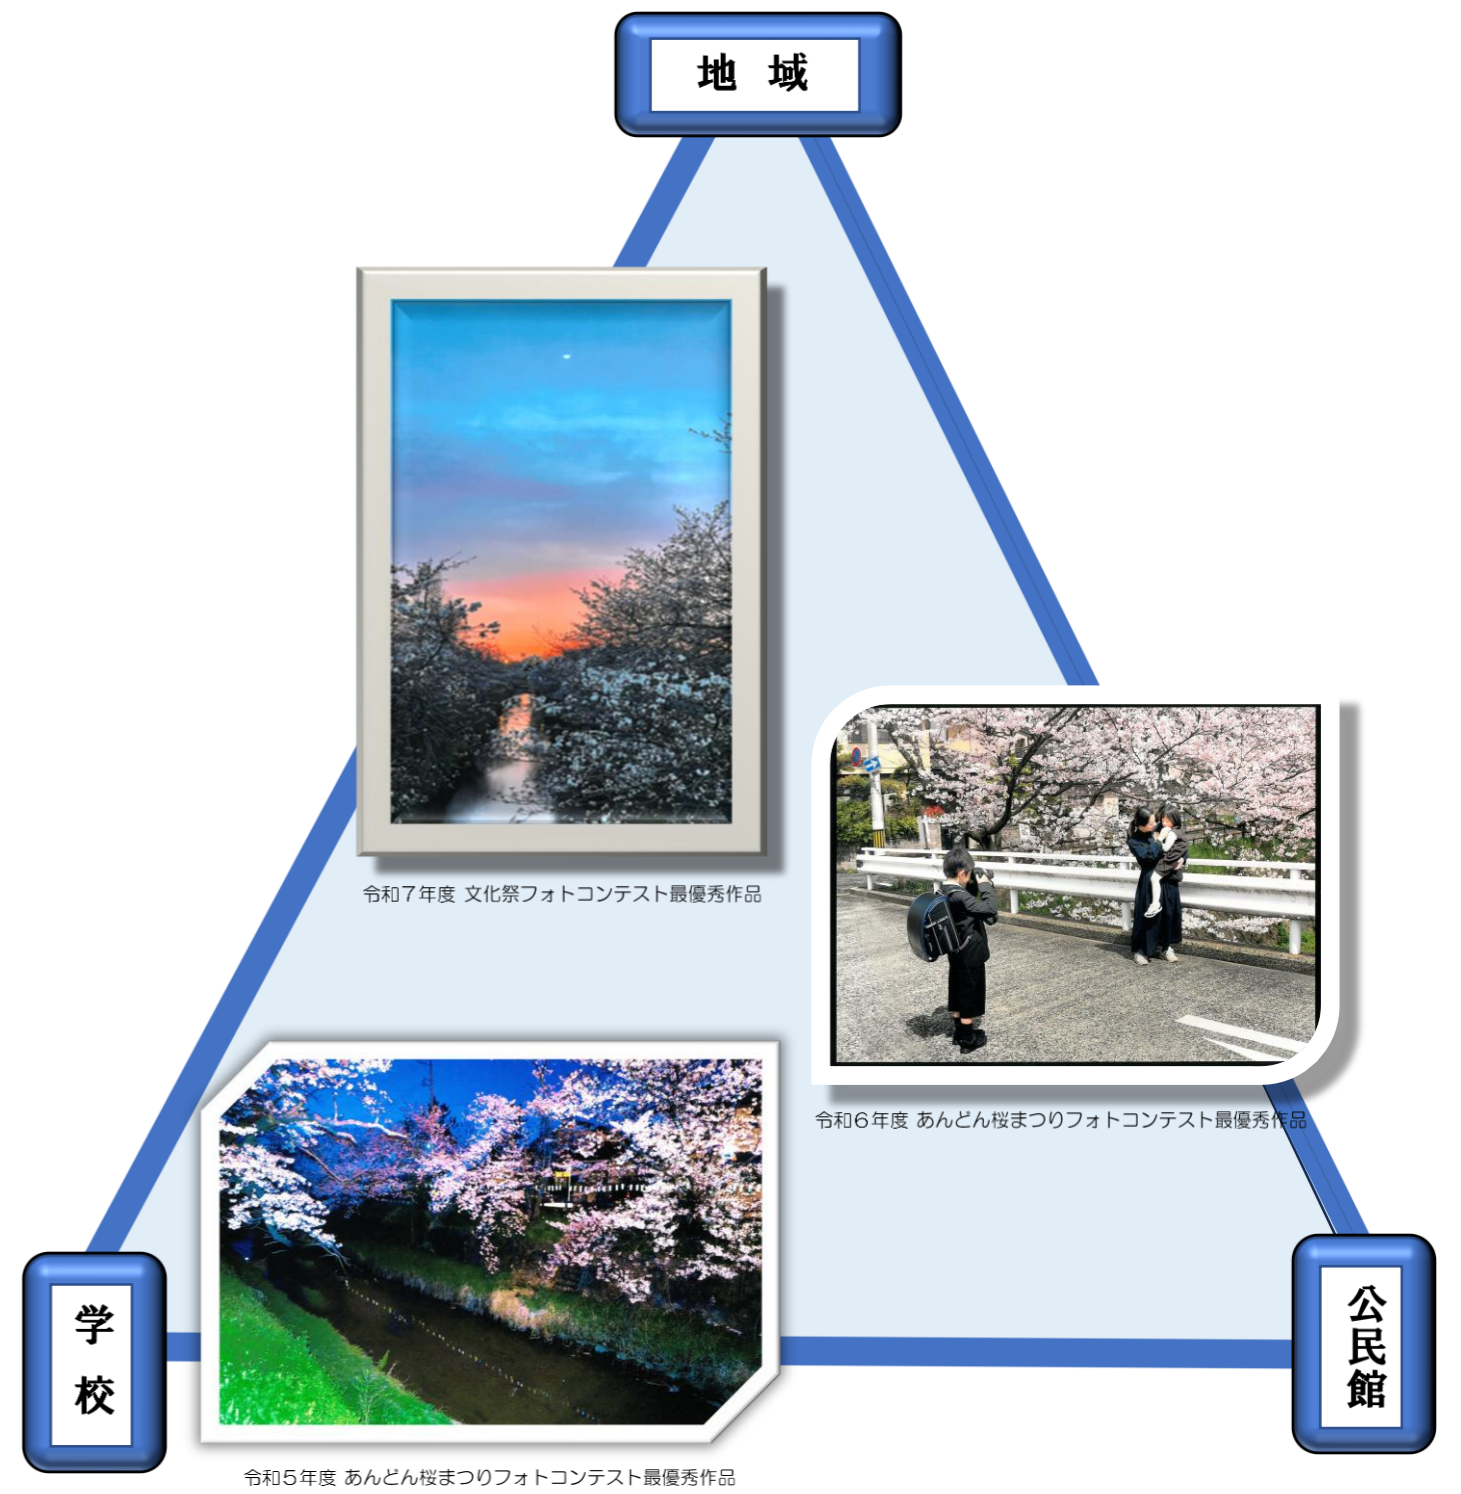 地 域
令和７年度 文化祭フォトコンテスト最優秀作品
令和６年度 あんどん桜まつりフォトコンテスト最優秀作品
学校
公民館
令和５年度 あんどん桜まつりフォトコンテスト最優秀作品